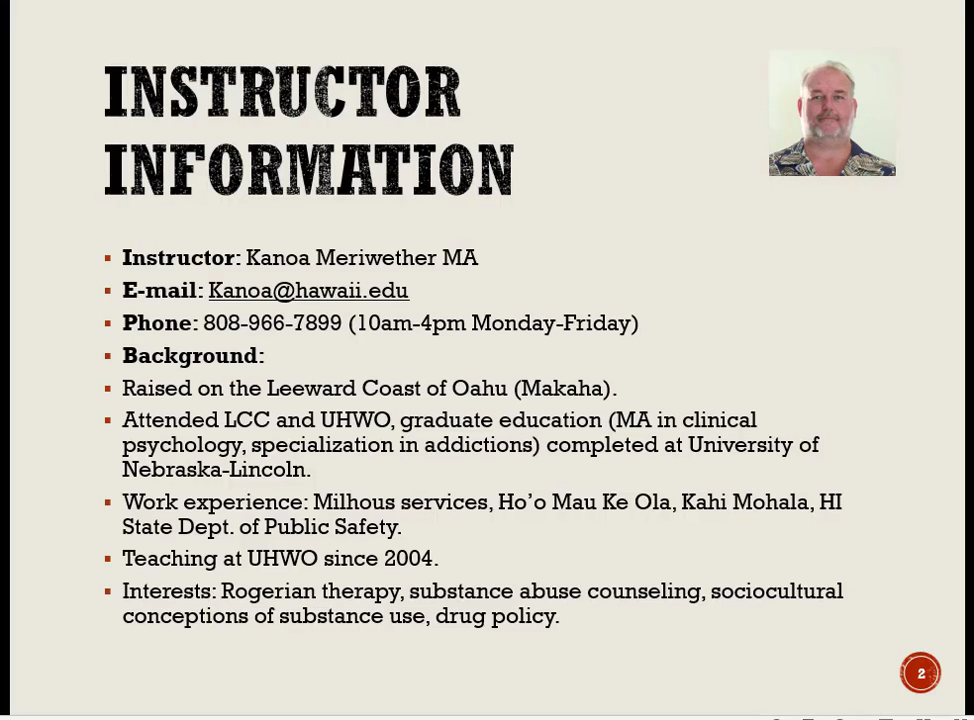 INSTRUCTOR
INFORMATION
Instructor: Kanoa Meriwether MA
E-mail: Kanoa@hawaii.edu
Phone: 808-966-7899 (10am-4pm Monday-Friday)
Background:
Raised on the Leeward Coast of Oahu (Makaha).
Attended LCC and UHWO, graduate education (MA in clinical
psychology, specialization in addictions) completed at University of
Nebraska-Lincoln.
Work experience: Milhous services, Ho’o Mau Ke Ola, Kahi Mohala, HI
State Dept. of Public Safety.
Teaching at UHWO since 2004.
Interests: Rogerian therapy, substance abuse counseling, sociocultural
conceptions of substance use, drug policy.
2